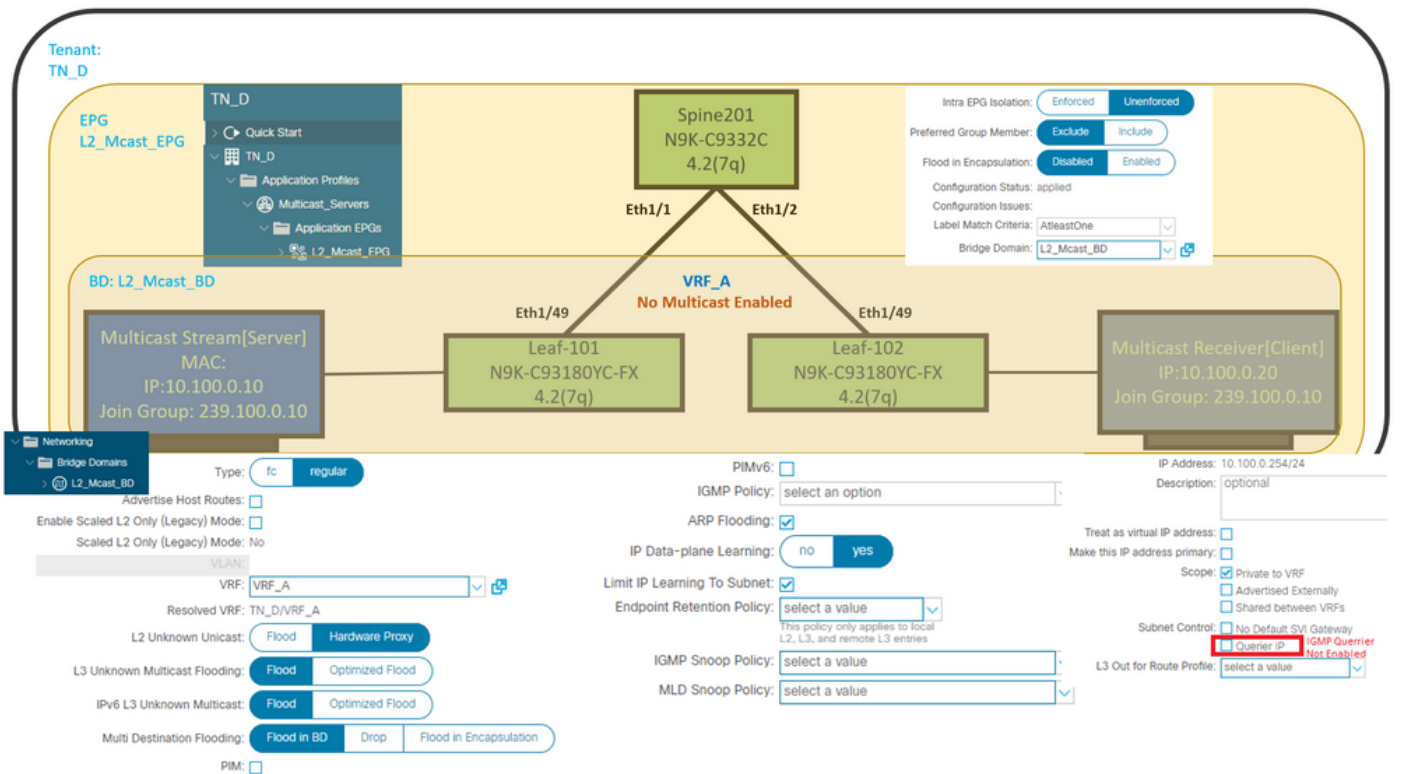 Tenant:
TN_D
EPG
L2_Mcast_EPG
TN_D
Quick Start
TN_D
Application Profiles
Multicast_Servers
Application EPGs
L2_Mcast_EPG
Spine201
N9K-C9332C
4.2(7q)
Eth1/1
Eth1/2
Intra EPG Isolation: Enforced Unenforced
Preferred Group Member: Exclude Include
Flood in Encapsulation: Disabled Enabled
Configuration Status: applied
Configuration Issues:
Label Match Criteria: AtleastOne
Bridge Domain: L2_Mcast_BD
BD: L2_Mcast_BD
VRF_A
No Multicast Enabled
Eth1/49
Eth1/49
Multicast Stream[Server]
MAC:
IP:10.100.0.10
Join Group: 239.100.0.10
Leaf-101
N9K-C93180YC-FX
4.2(7q)
Leaf-102
N9K-C93180YC-FX
4.2(7q)
Multicast Receiver[Client]
IP:10.100.0.20
Join Group: 239.100.0.10
Networking
Bridge Domains
L2_Mcast_BD
Type: fc regular
Advertise Host Routes:
Enable Scaled L2 Only (Legacy) Mode:
Scaled L2 Only (Legacy) Mode: No
VLAN:
VRF: VRF_A
Resolved VRF: TN_D/VRF_A
L2 Unknown Unicast: Flood Hardware Proxy
L3 Unknown Multicast Flooding: Flood Optimized Flood
IPv6 L3 Unknown Multicast: Flood Optimized Flood
Multi Destination Flooding: Flood in BD Drop Flood in Encapsulation
PIM:
PIMv6:
IGMP Policy: select an option
ARP Flooding:
IP Data-plane Learning: no yes
Limit IP Learning To Subnet:
Endpoint Retention Policy: select a value
This policy only applies to local
L2, L3, and remote L3 entries
IGMP Snoop Policy: select a value
MLD Snoop Policy: select a value
IP Address: 10.100.0.254/24
Description: optional
Treat as virtual IP address:
Make this IP address primary:
Scope: Private to VRF
Advertised Externally
Shared between VRFs
Subnet Control: No Default SVI Gateway
Querier IP
IGMP Querrier
Not Enabled
L3 Out for Route Profile: select a value